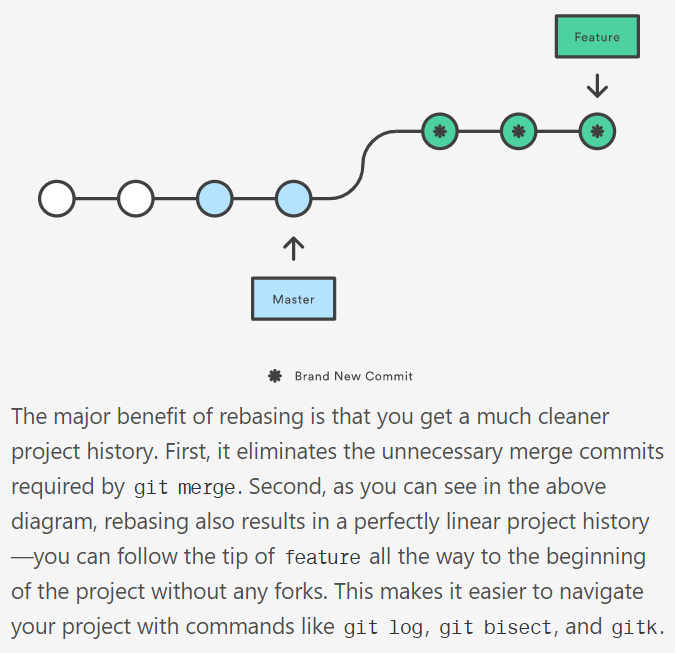 Feature
Master
Brand New Commit
The major benefit of rebasing is that you get a much cleaner
project history. First, it eliminates the unnecessary merge commits
required by git merge. Second, as you can see in the above
diagram, rebasing also results in a perfectly linear project history
—you can follow the tip of feature all the way to the beginning
of the project without any forks. This makes it easier to navigate
your project with commands like git log, git bisect, and gitk.